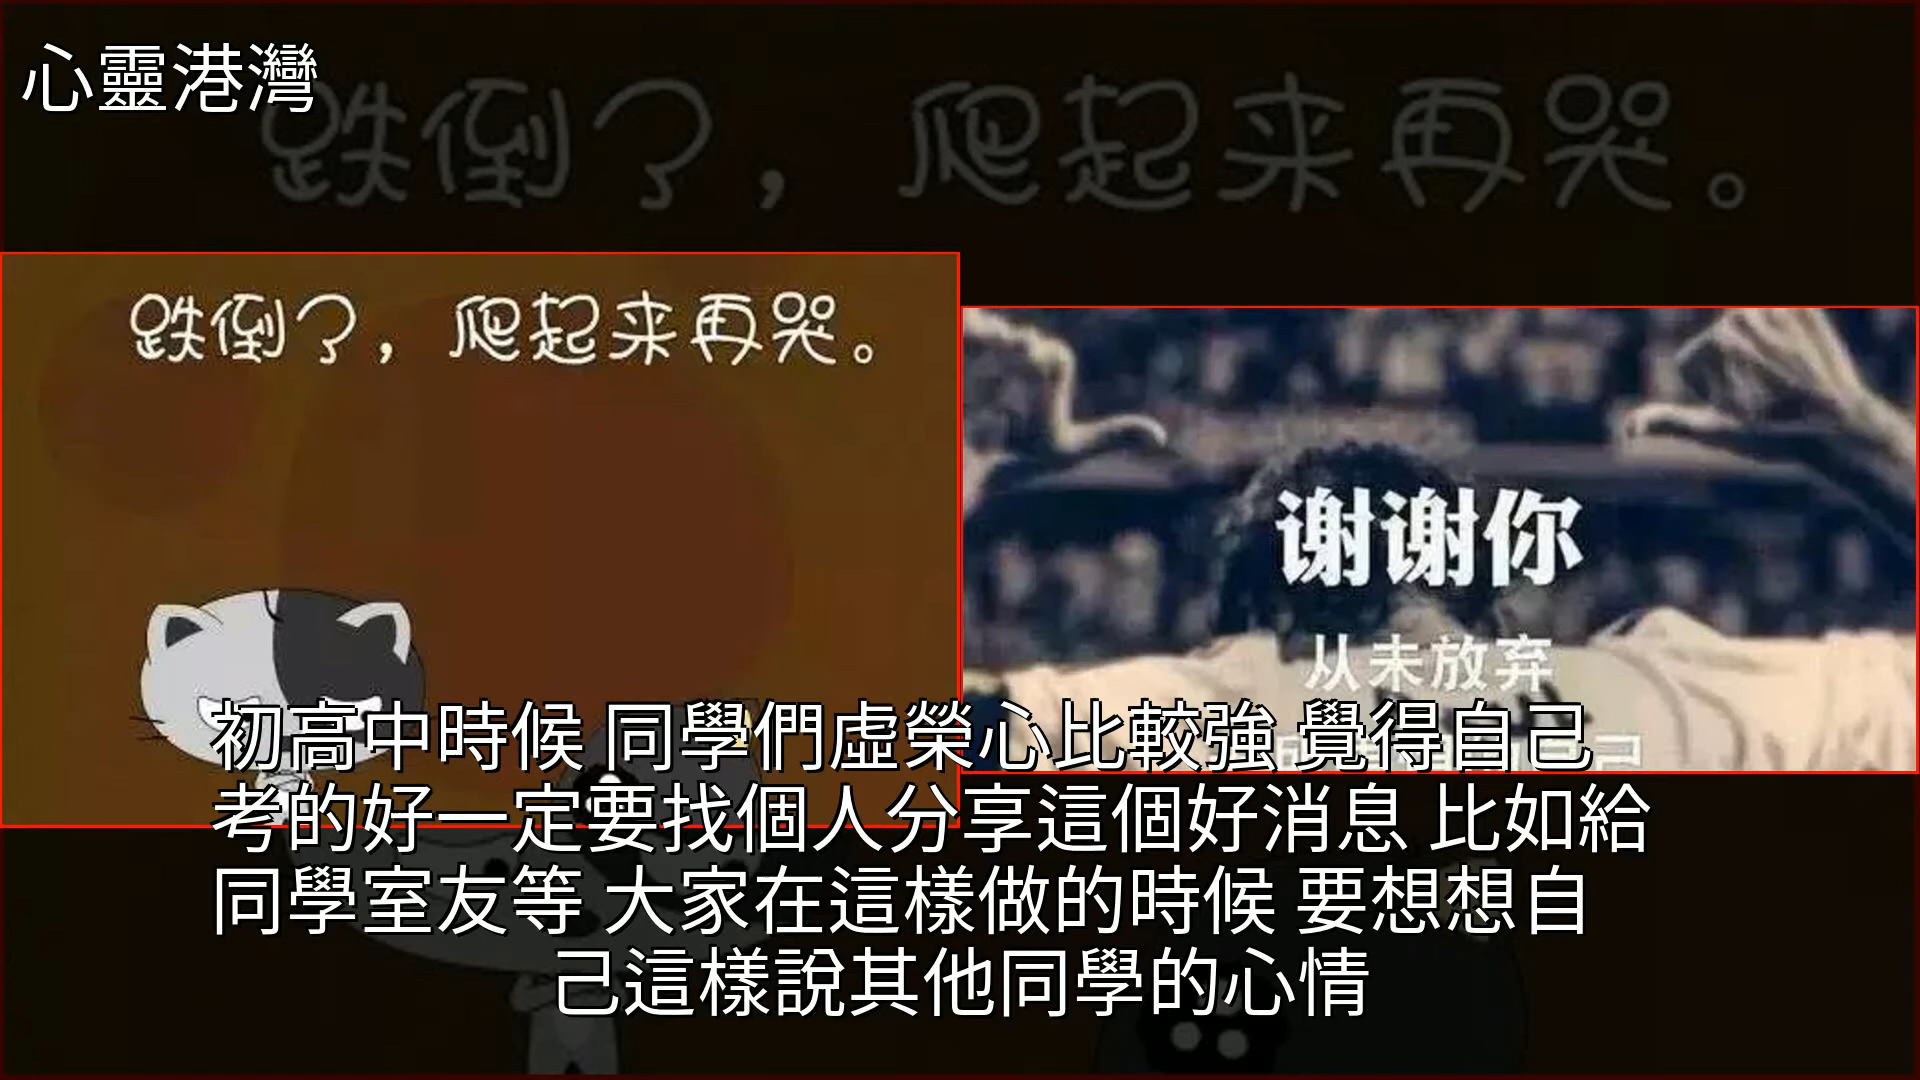 心靈港灣
跌倒了，爬起来再哭。
跌倒了，爬起来再哭。
谢谢你
从未放弃
初高中時候 同學們虛榮心比較強 覺得自己
考的好一定要找個人分享這個好消息 比如給
同學室友等 大家在這樣做的時候 要想想自
己這樣說其他同學的心情